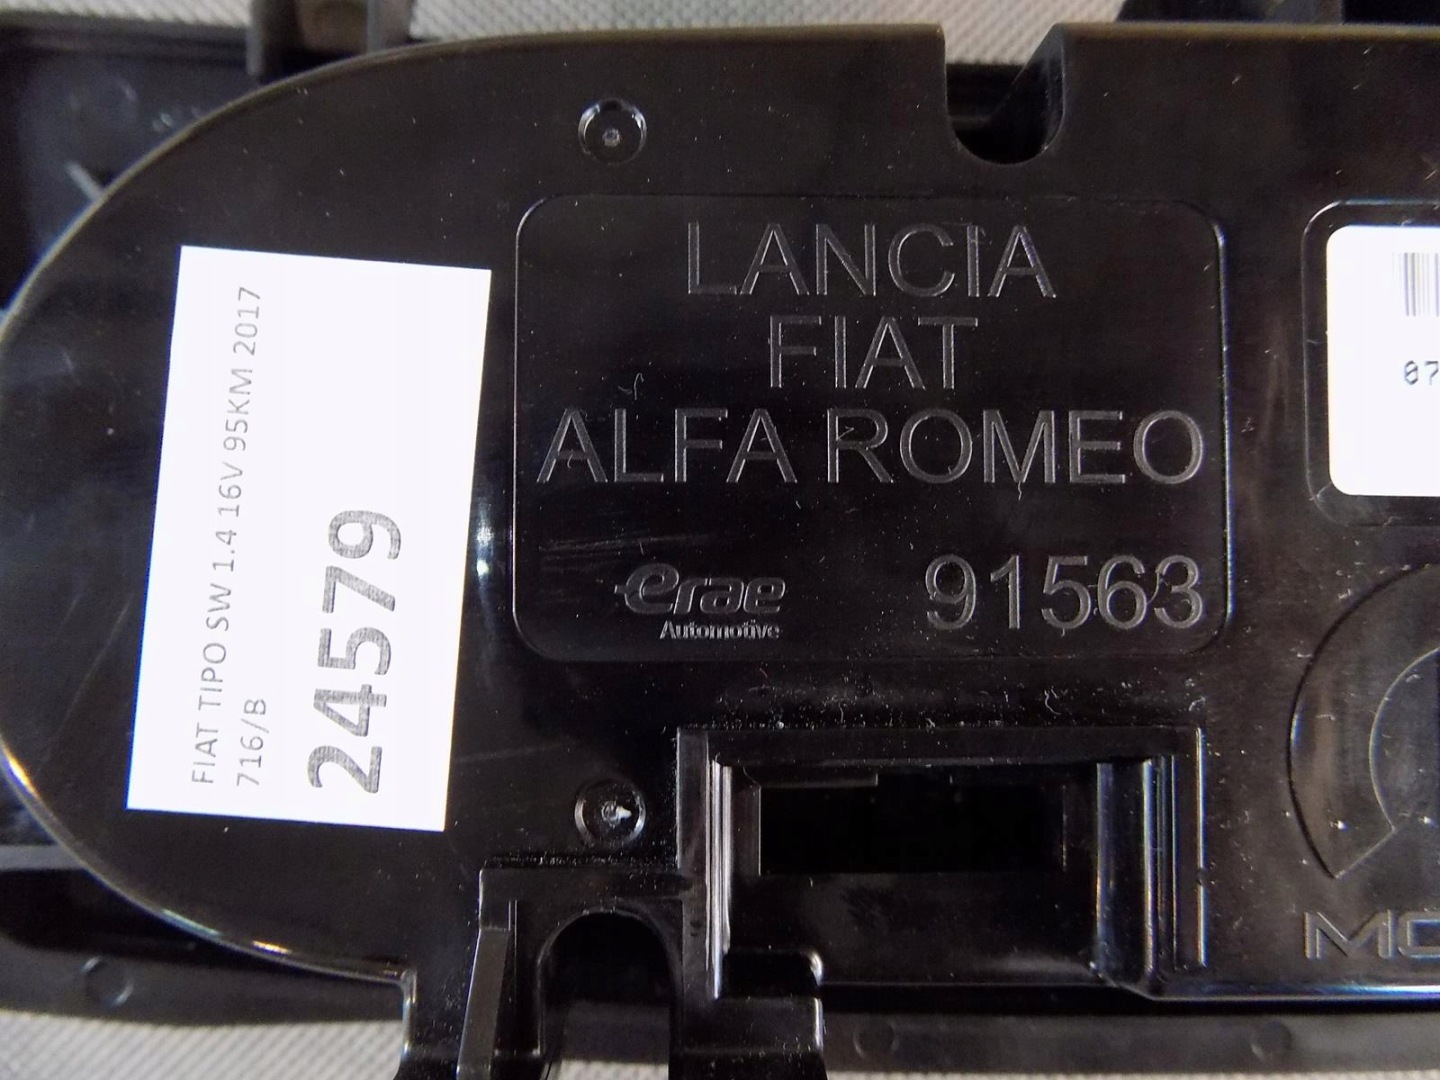 FIAT TIPO SW 1.4 16V 95KM 2017
716/B
24579
LANCIA
FIAT
ALFA ROMEO
erae
Automotive
91563